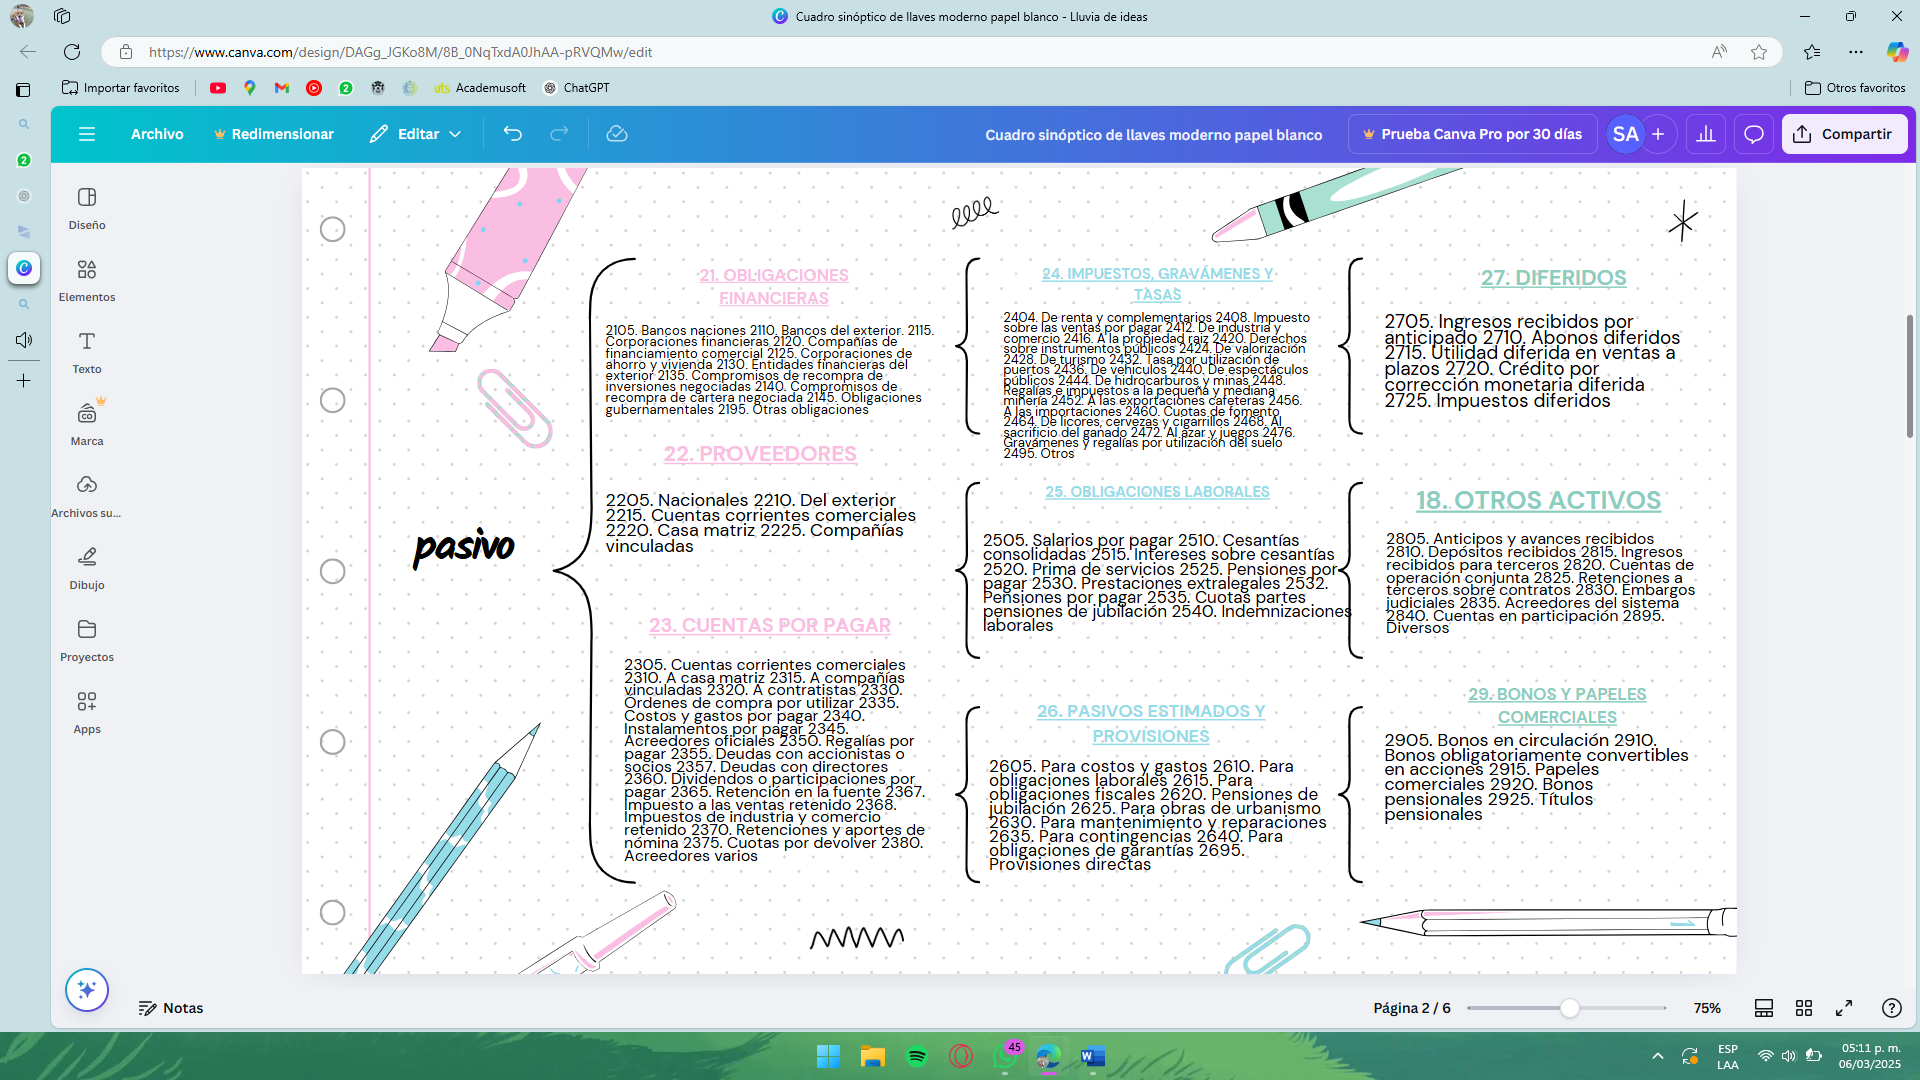 Cuadro sinóptico de llaves moderno papel blanco - Lluvia de ideas
https://www.canva.com/design/DAGg_JGKo8M/8B_0NqTxdA0JhAA-pRVQMw/edit
Importar favoritos
uts Academusoft
ChatGPT
Otros favoritos
Archivo
Redimensionar
Editar
Cuadro sinóptico de llaves moderno papel blanco
Prueba Canva Pro por 30 días
SA
Compartir
Diseño
Elementos
Texto
Marca
Archivos su...
Dibujo
Proyectos
Apps
pasivo
21. OBLIGACIONES
FINANCIERAS
2105. Bancos naciones 2110. Bancos del exterior. 2115.
Corporaciones financieras 2120. Compañías de
financiamiento comercial 2125. Corporaciones de
ahorro y vivienda 2130. Entidades financieras del
exterior 2135. Compromisos de recompra de
inversiones negociadas 2140. Compromisos de
recompra de cartera negociada 2145. Obligaciones
gubernamentales 2195. Otras obligaciones
22. PROVEEDORES
2205. Nacionales 2210. Del exterior
2215. Cuentas corrientes comerciales
2220. Casa matriz 2225. Compañías
vinculadas
23. CUENTAS POR PAGAR
2305. Cuentas corrientes comerciales
2310. A casa matriz 2315. A compañías
vinculadas 2320. A contratistas 2330.
Órdenes de compra por utilizar 2335.
Costos y gastos por pagar 2340.
Instalamentos por pagar 2345.
Acreedores oficiales 2350. Regalías por
pagar 2355. Deudas con accionistas o
socios 2357. Deudas con directores
2360. Dividendos o participaciones por
pagar 2365. Retención en la fuente 2367.
Impuesto a las ventas retenido 2368.
Impuestos de industria y comercio
retenido 2370. Retenciones y aportes de
nómina 2375. Cuotas por devolver 2380.
Acreedores varios
24. IMPUESTOS, GRAVÁMENES Y
TASAS
2404. De renta y complementarios 2408. Impuesto
sobre las ventas por pagar 2412. De industria y
comercio 2416. A la propiedad raíz 2420. Derechos
sobre instrumentos públicos 2424. De valorización
2428. De turismo 2432. Tasa por utilización de
puertos 2436. De vehículos 2440. De espectáculos
públicos 2444. De hidrocarburos y minas 2448.
Regalías e impuestos a la pequeña y mediana
minería 2452. A las exportaciones cafeteras 2456.
A las importaciones 2460. Cuotas de fomento
2464. De licores, cervezas y cigarrillos 2468. Al
sacrificio del ganado 2472. Al azar y juegos 2476.
Gravámenes y regalías por utilización del suelo
2495. Otros
25. OBLIGACIONES LABORALES
2505. Salarios por pagar 2510. Cesantías
consolidadas 2515. Intereses sobre cesantías
2520. Prima de servicios 2525. Pensiones por
pagar 2530. Prestaciones extralegales 2532.
Pensiones por pagar 2535. Cuotas partes
pensiones de jubilación 2540. Indemnizaciones
laborales
26. PASIVOS ESTIMADOS Y
PROVISIONES
2605. Para costos y gastos 2610. Para
obligaciones laborales 2615. Para
obligaciones fiscales 2620. Pensiones de
jubilación 2625. Para obras de urbanismo
2630. Para mantenimiento y reparaciones
2635. Para contingencias 2640. Para
obligaciones de garantías 2695.
Provisiones directas
27. DIFERIDOS
2705. Ingresos recibidos por
anticipado 2710. Abonos diferidos
2715. Utilidad diferida en ventas a
plazos 2720. Crédito por
corrección monetaria diferida
2725. Impuestos diferidos
18. OTROS ACTIVOS
2805. Anticipos y avances recibidos
2810. Depósitos recibidos 2815. Ingresos
recibidos para terceros 2820. Cuentas de
operación conjunta 2825. Retenciones a
terceros sobre contratos 2830. Embargos
judiciales 2835. Acreedores del sistema
2840. Cuentas en participación 2895.
Diversos
29. BONOS Y PAPELES
COMERCIALES
2905. Bonos en circulación 2910.
Bonos obligatoriamente convertibles
en acciones 2915. Papeles
comerciales 2920. Bonos
pensionales 2925. Títulos
pensionales
Notas
Página 2 / 6
75%
45
ESP
LAA
05:11 p. m.
06/03/2025